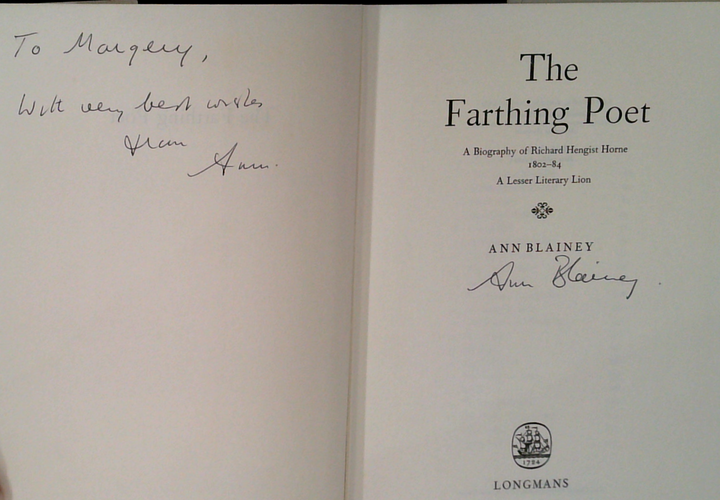 To Margery,
With very best wishes
from
Ann.
The
Farthing Poet
A Biography of Richard Hengist Horne
1802–84
A Lesser Literary Lion
ANN BLAINEY
Ann Blainey
1724
LONGMANS